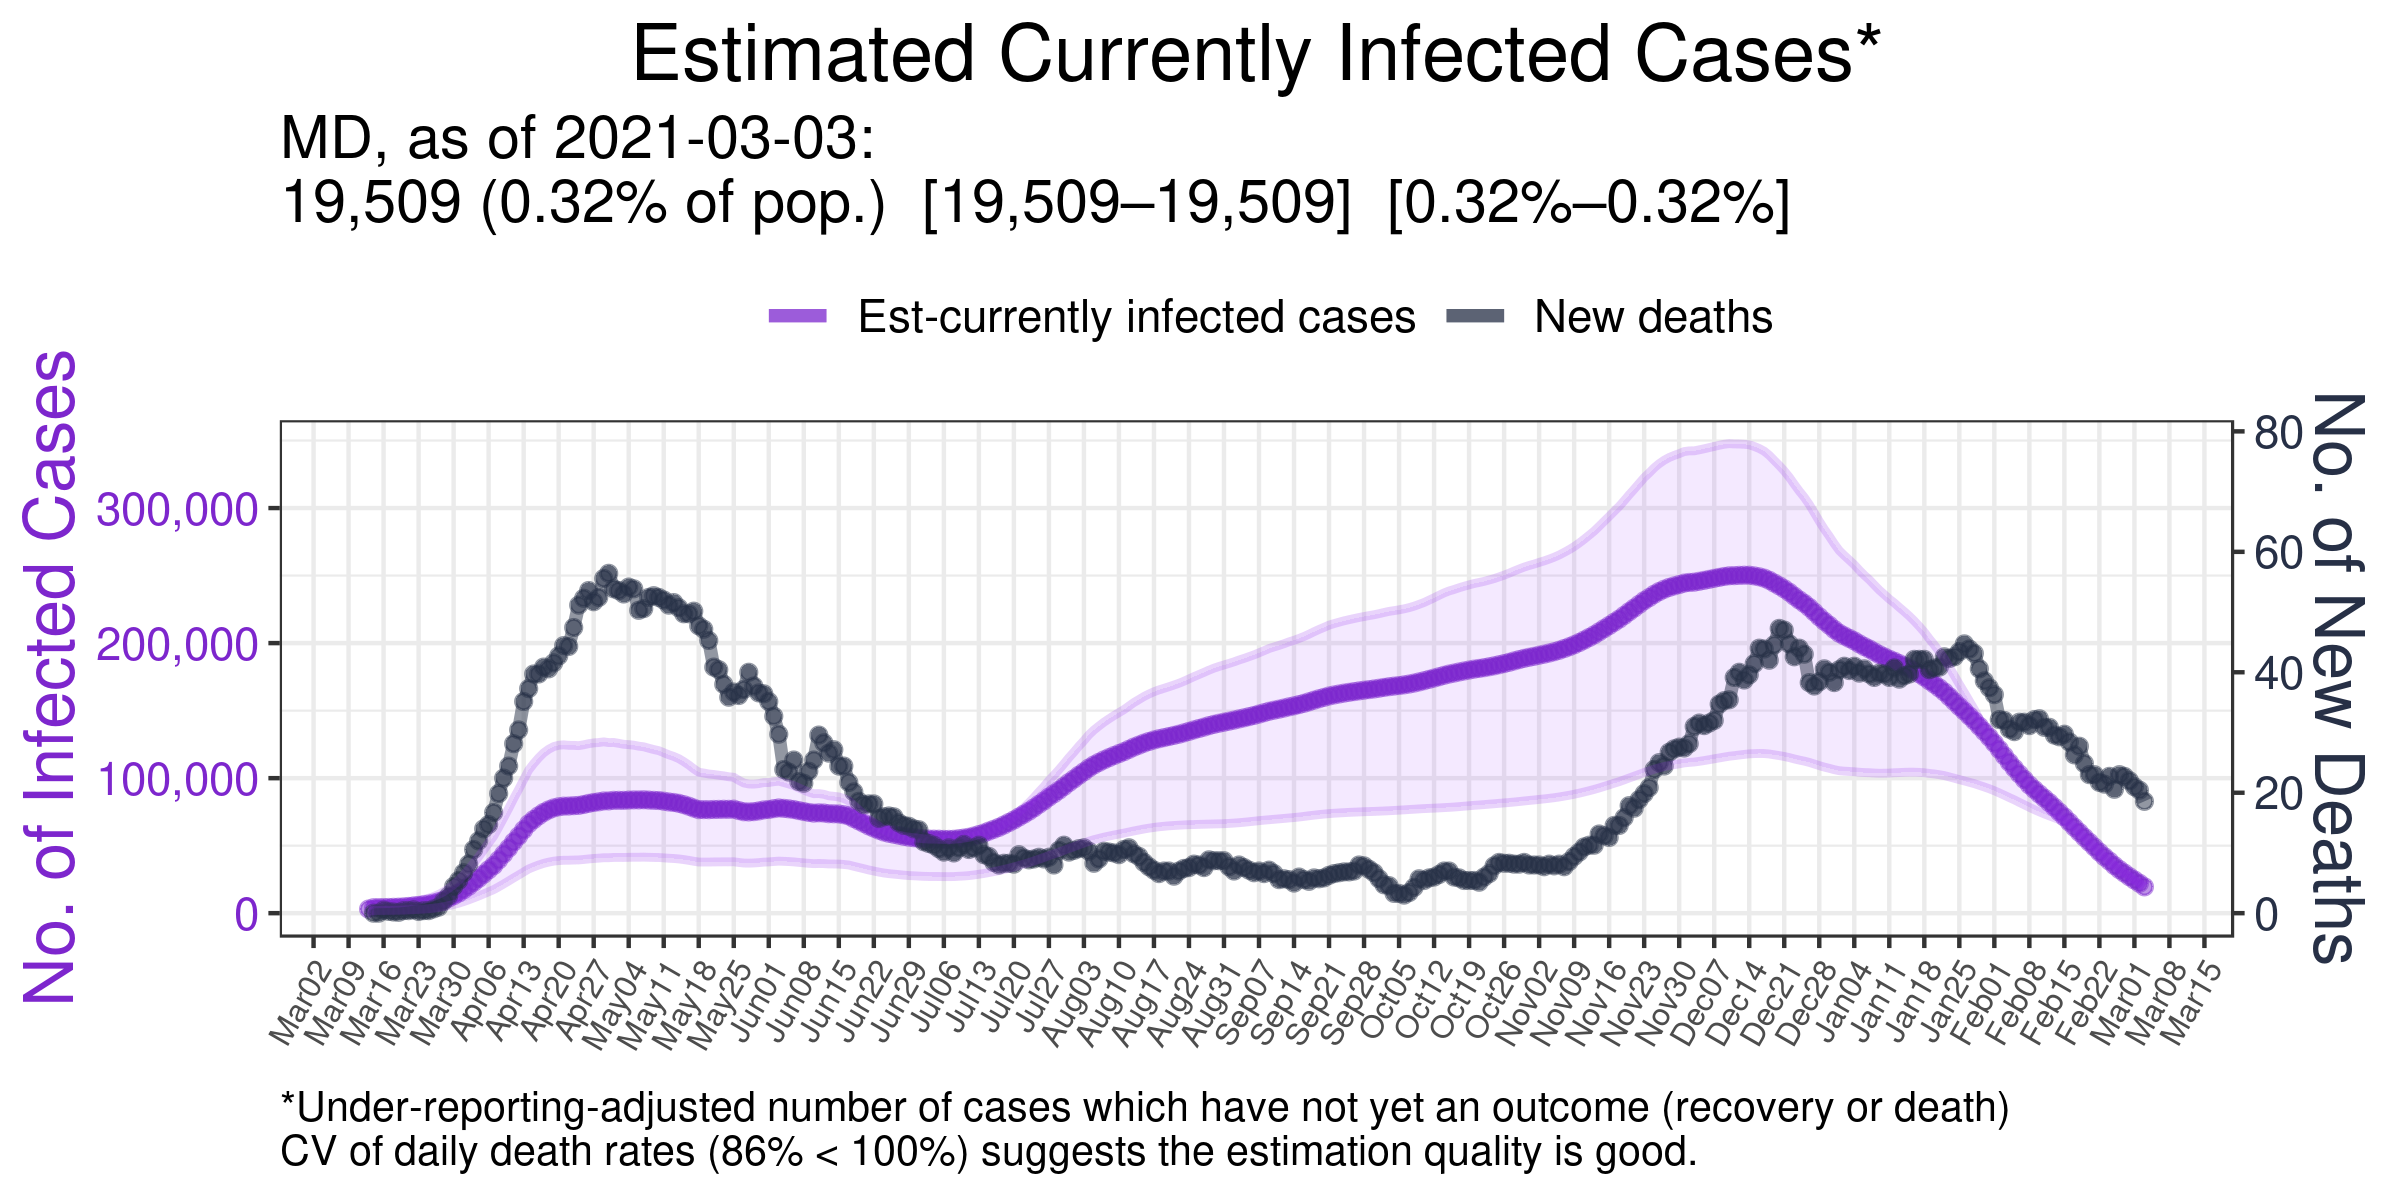 Estimated Currently Infected Cases*
MD, as of 2021-03-03:
19,509 (0.32% of pop.) [19,509–19,509] [0.32%–0.32%]
Est-currently infected cases
New deaths
No. of Infected Cases
300,000
200,000
100,000
0
80
60
40
20
0
No. of New Deaths
Mar02
Mar09
Mar16
Mar23
Mar30
Apr06
Apr13
Apr20
Apr27
May04
May11
May18
May25
Jun01
Jun08
Jun15
Jun22
Jun29
Jul06
Jul13
Jul20
Jul27
Aug03
Aug10
Aug17
Aug24
Aug31
Sep07
Sep14
Sep21
Sep28
Oct05
Oct12
Oct19
Oct26
Nov02
Nov09
Nov16
Nov23
Nov30
Dec07
Dec14
Dec21
Dec28
Jan04
Jan11
Jan18
Jan25
Feb01
Feb08
Feb15
Feb22
Mar01
Mar08
Mar15
*Under-reporting-adjusted number of cases which have not yet an outcome (recovery or death)
CV of daily death rates (86% < 100%) suggests the estimation quality is good.